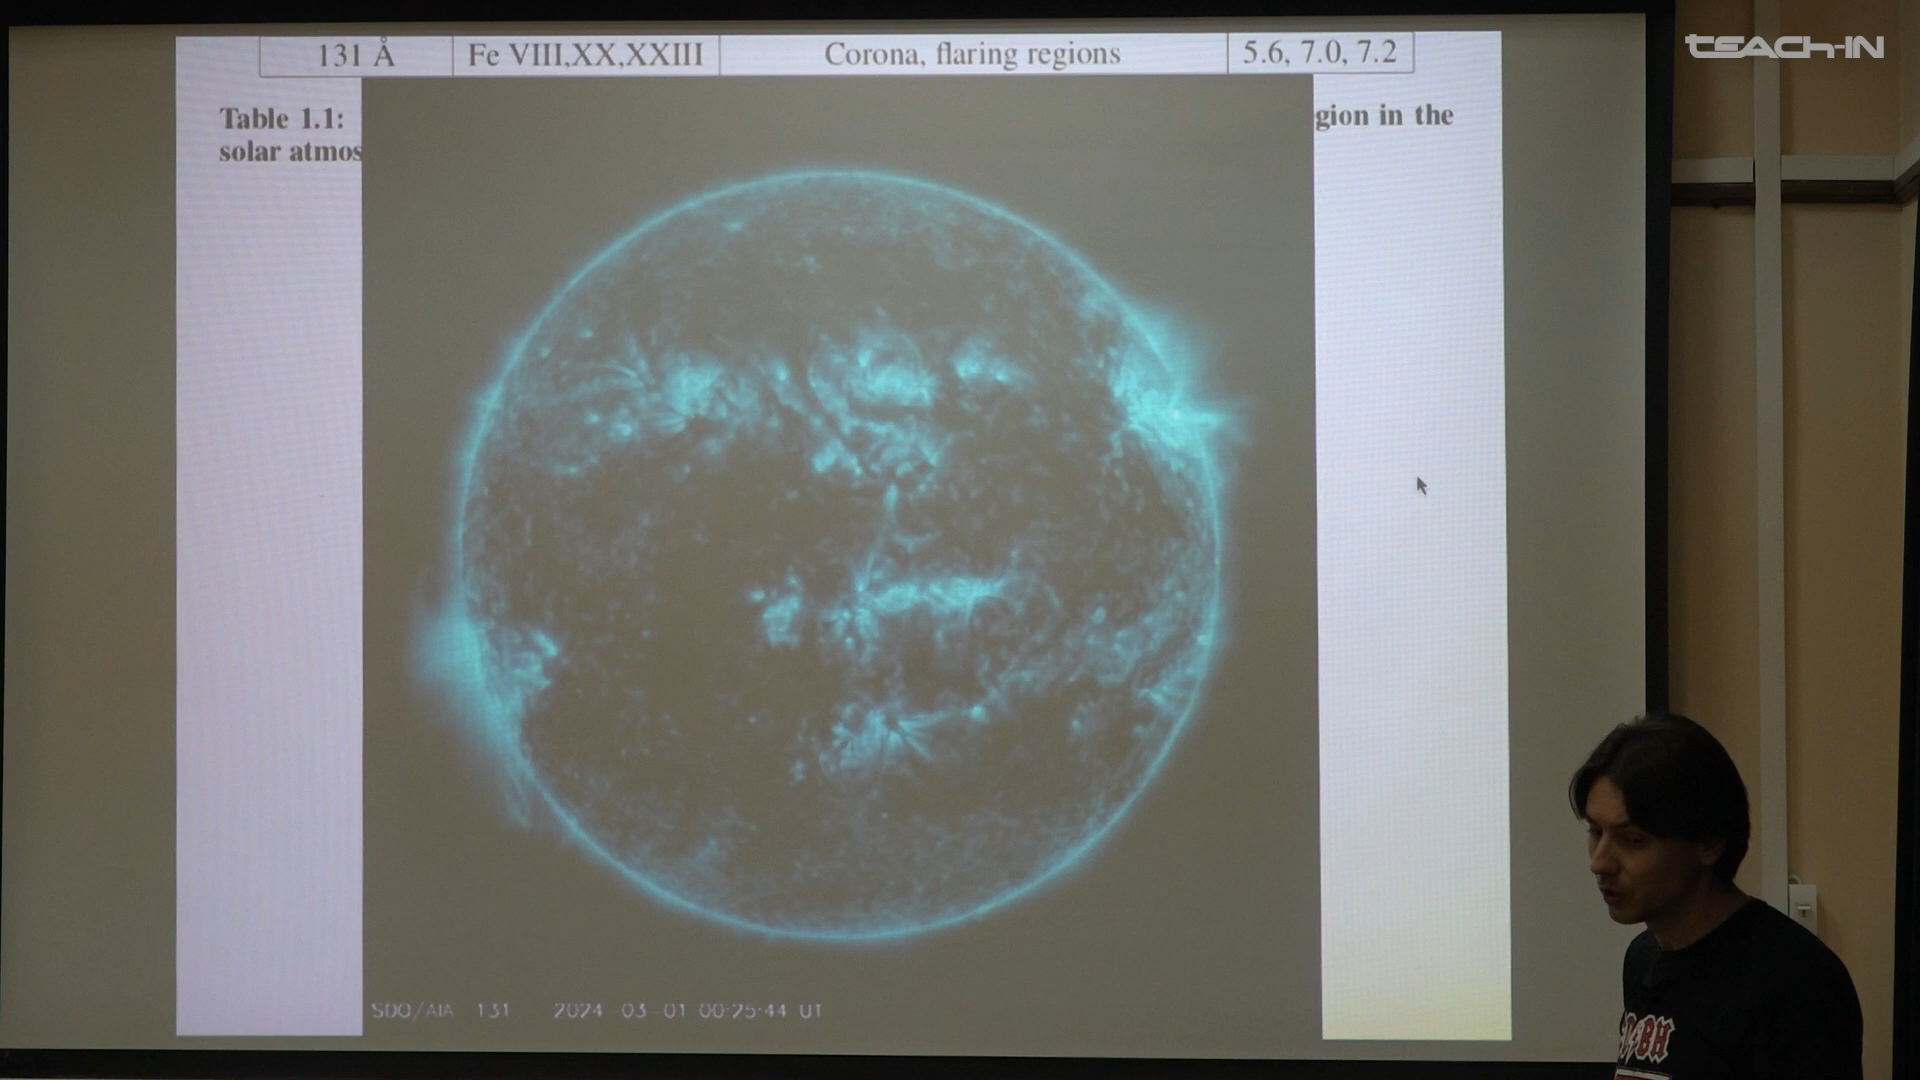 TEACH-IN
131 Å Fe VIII,XX,XXIII Corona, flaring regions 5.6, 7.0, 7.2
Table 1.1: gion in the
solar atmos
SDO/AIA 131 2024-03-01 00:25:44 UT